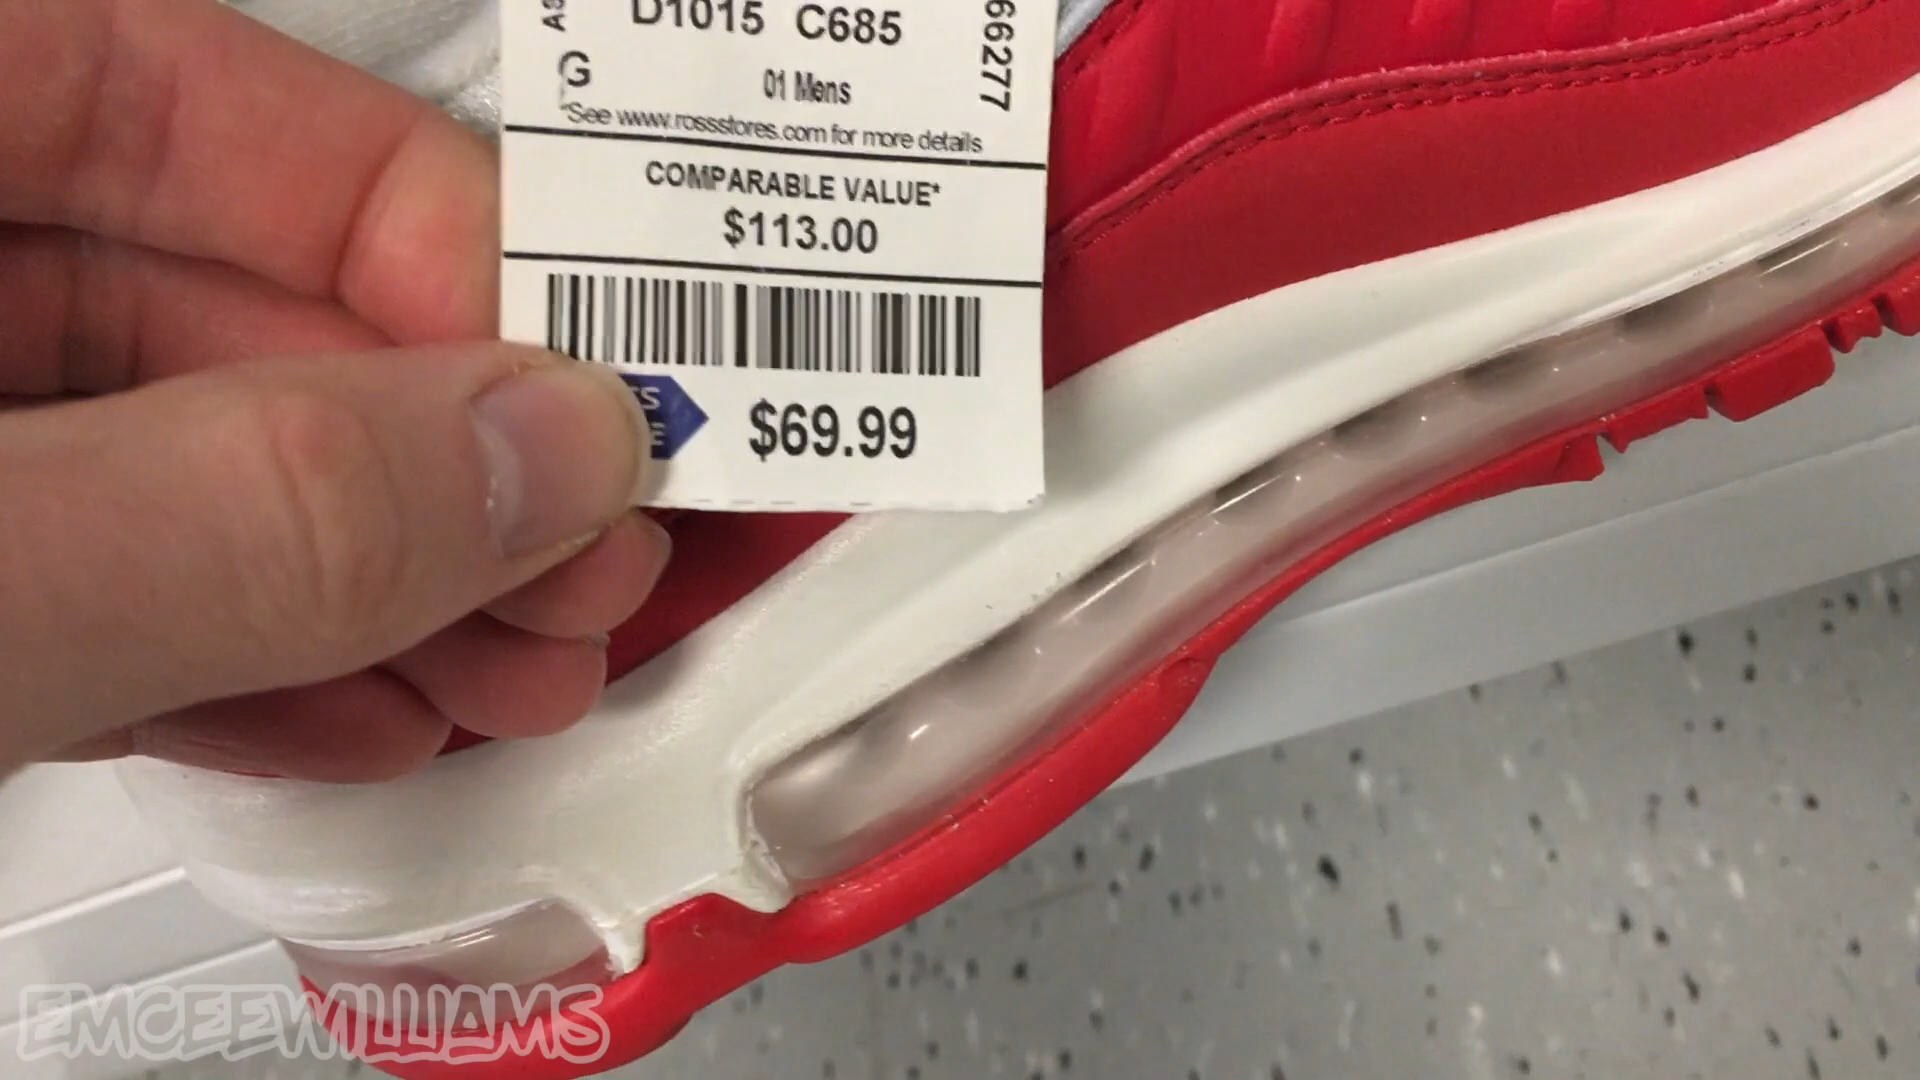 D1015 C685
66277
G
01 Mens
*See www.rossstores.com for more details
COMPARABLE VALUE*
$113.00
$69.99
EMCEEWILLIAMS